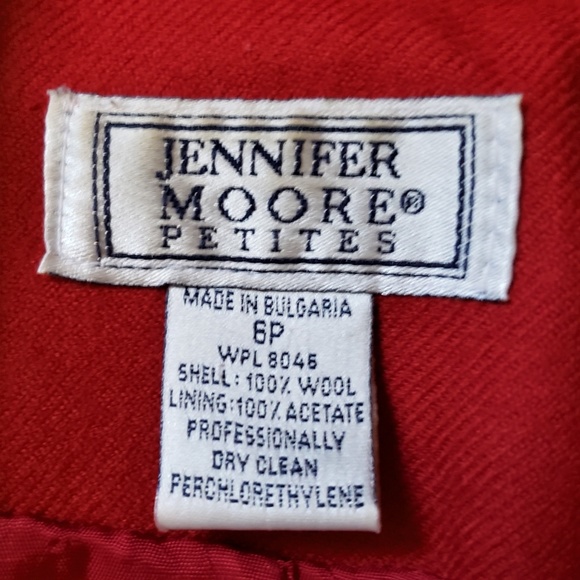 JENNIFER
MOORE®
PETITES
MADE IN BULGARIA
6P
WPL 8046
SHELL: 100% WOOL
LINING:100% ACETATE
PROFESSIONALLY
DRY CLEAN
PERCHLORETHYLENE